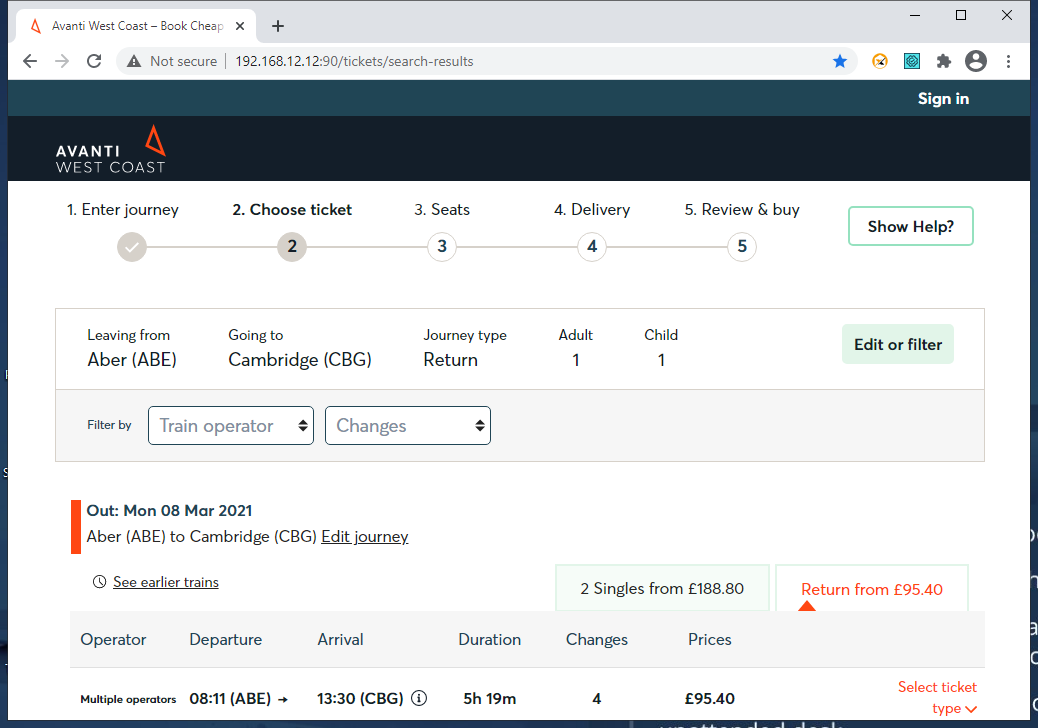 Avanti West Coast – Book Cheap
Not secure
192.168.12.12:90/tickets/search-results
Sign in
AVANTI
WEST COAST
1. Enter journey
2. Choose ticket
3. Seats
4. Delivery
5. Review & buy
2
3
4
5
Show Help?
Leaving from
Aber (ABE)
Going to
Cambridge (CBG)
Journey type
Return
Adult
1
Child
1
Edit or filter
Filter by
Train operator
Changes
Out: Mon 08 Mar 2021
Aber (ABE) to Cambridge (CBG) Edit journey
See earlier trains
2 Singles from £188.80
Return from £95.40
Operator Departure Arrival Duration Changes Prices
Multiple operators 08:11 (ABE) → 13:30 (CBG) 5h 19m 4 £95.40
Select ticket
type